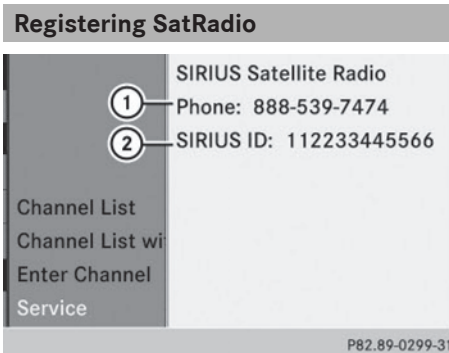 Registering SatRadio
SIRIUS Satellite Radio
1
Phone: 888-539-7474
2
SIRIUS ID: 112233445566
Channel List
Channel List wi
Enter Channel
Service
P82.89-0299-31